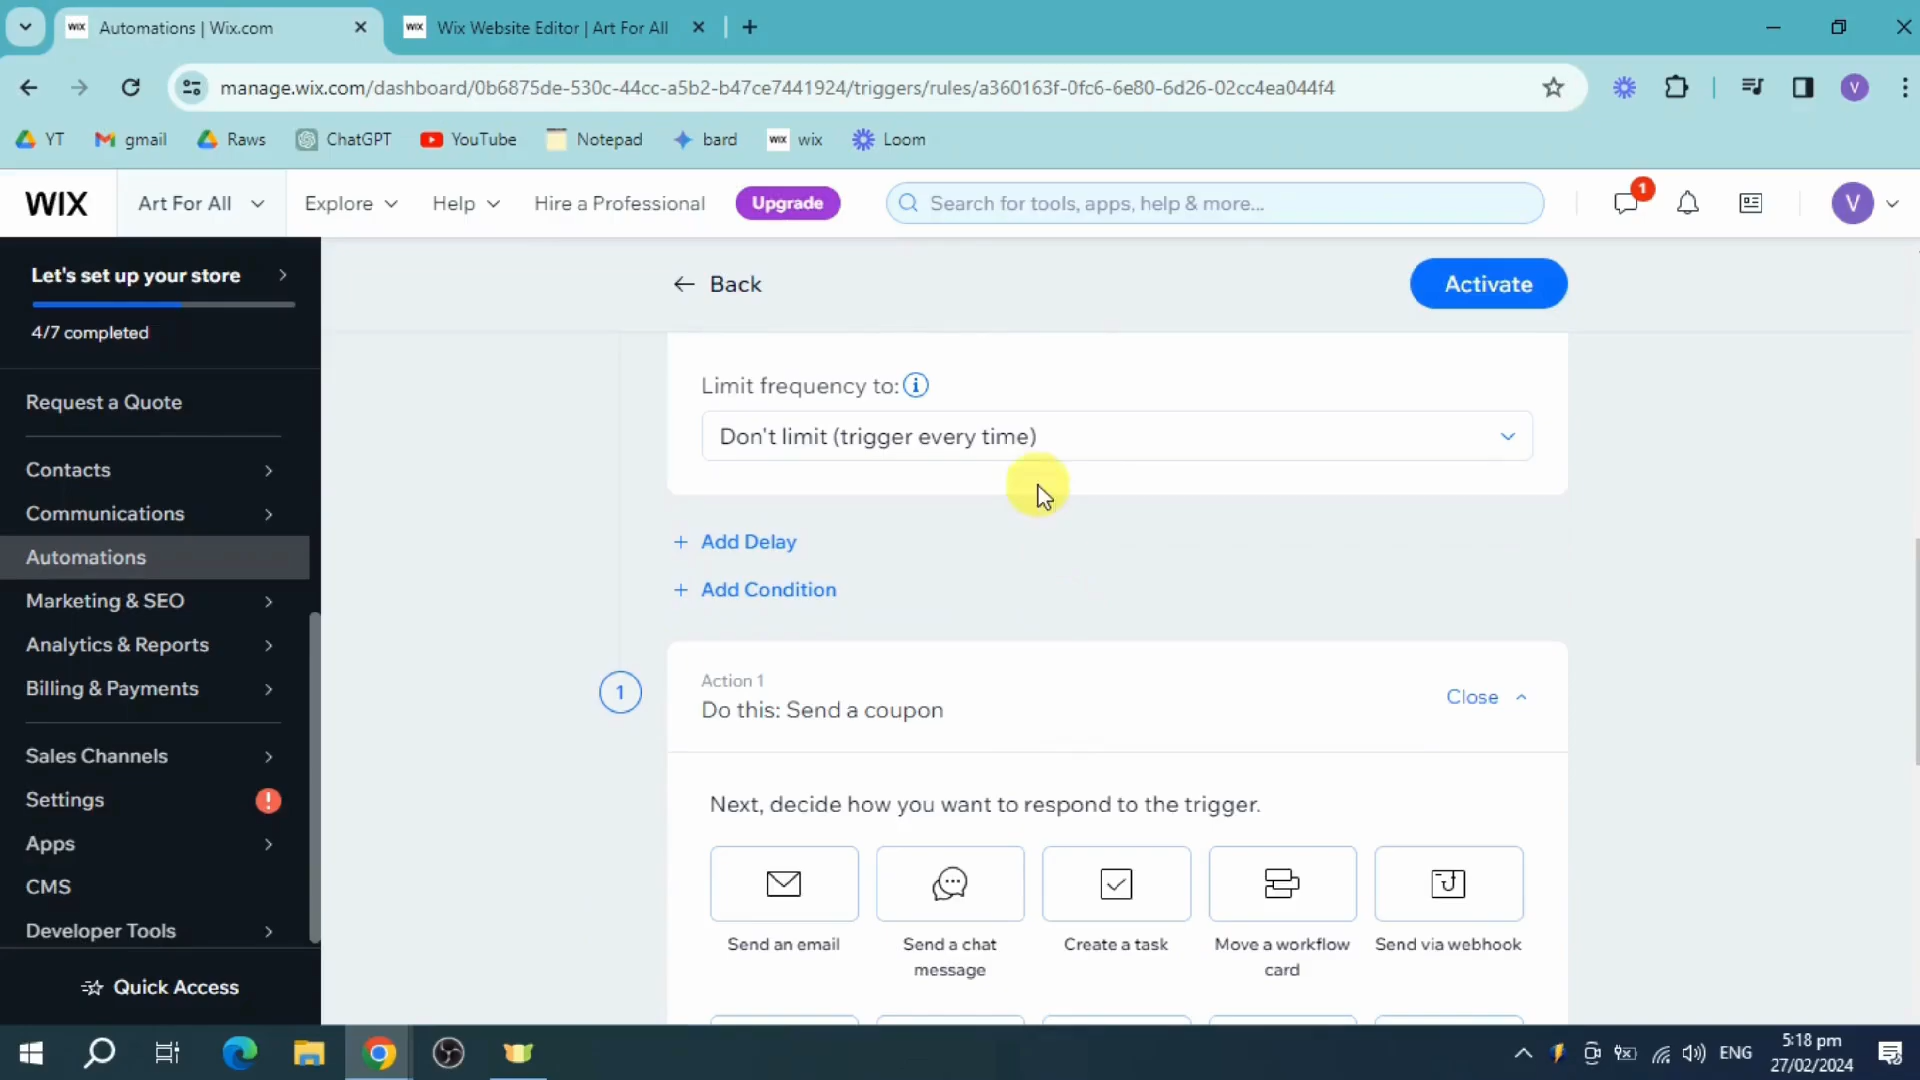 Automations | Wix.com
Wix Website Editor | Art For All
manage.wix.com/dashboard/0b6875de-530c-44cc-a5b2-b47ce7441924/triggers/rules/a360163f-0fc6-6e80-6d26-02cc4ea044f4
V
YT
gmail
Raws
ChatGPT
YouTube
Notepad
bard
wix
Loom
WIX
Art For All
Explore
Help
Hire a Professional
Upgrade
Search for tools, apps, help & more...
1
V
Let's set up your store
4/7 completed
Request a Quote
Contacts
Communications
Automations
Marketing & SEO
Analytics & Reports
Billing & Payments
Sales Channels
Settings
Apps
CMS
Developer Tools
Quick Access
Back
Activate
Limit frequency to:
Don't limit (trigger every time)
+ Add Delay
+ Add Condition
1
Action 1
Do this: Send a coupon
Close
Next, decide how you want to respond to the trigger.
Send an email
Send a chat
message
Create a task
Move a workflow
card
Send via webhook
ENG
5:18 pm
27/02/2024